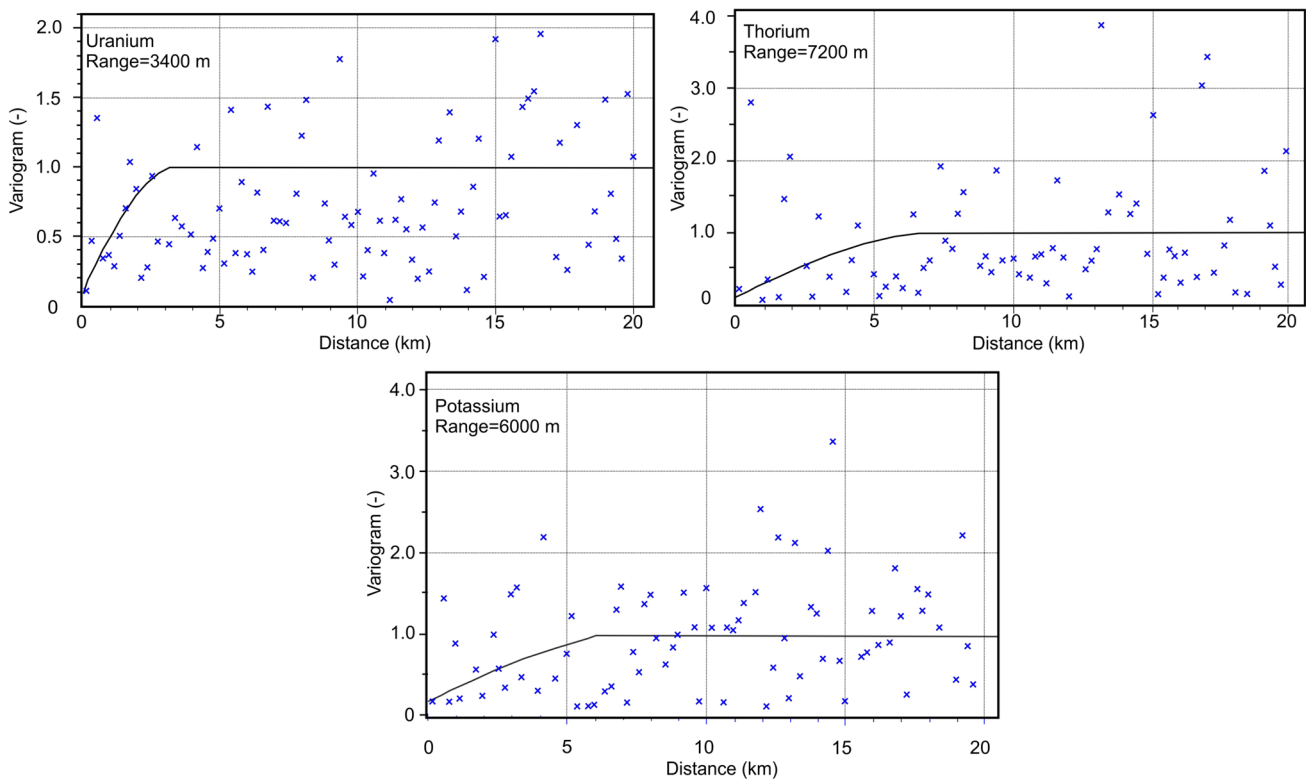 Uranium
Range=3400 m
Variogram (-)
2.0
1.5
1.0
0.5
0
0 5 10 15 20
Distance (km)
Thorium
Range=7200 m
Variogram (-)
4.0
3.0
2.0
1.0
0
0 5 10 15 20
Distance (km)
Potassium
Range=6000 m
Variogram (-)
4.0
3.0
2.0
1.0
0
0 5 10 15 20
Distance (km)